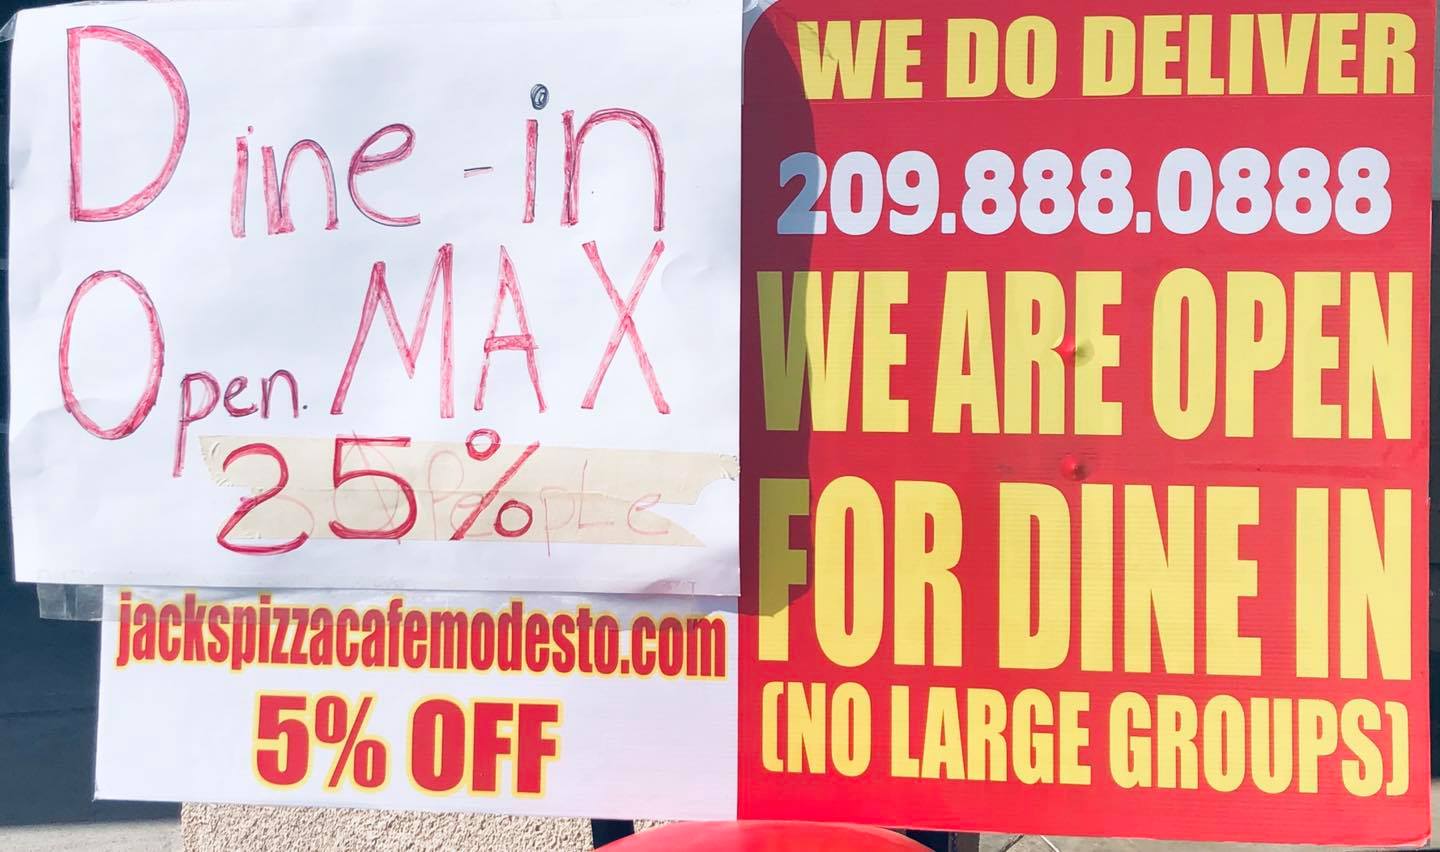 Dine-in
Open. MAX
25%
People
jackspizzacafemodesto.com
5% OFF
WE DO DELIVER
209.888.0888
WE ARE OPEN
FOR DINE IN
(NO LARGE GROUPS)